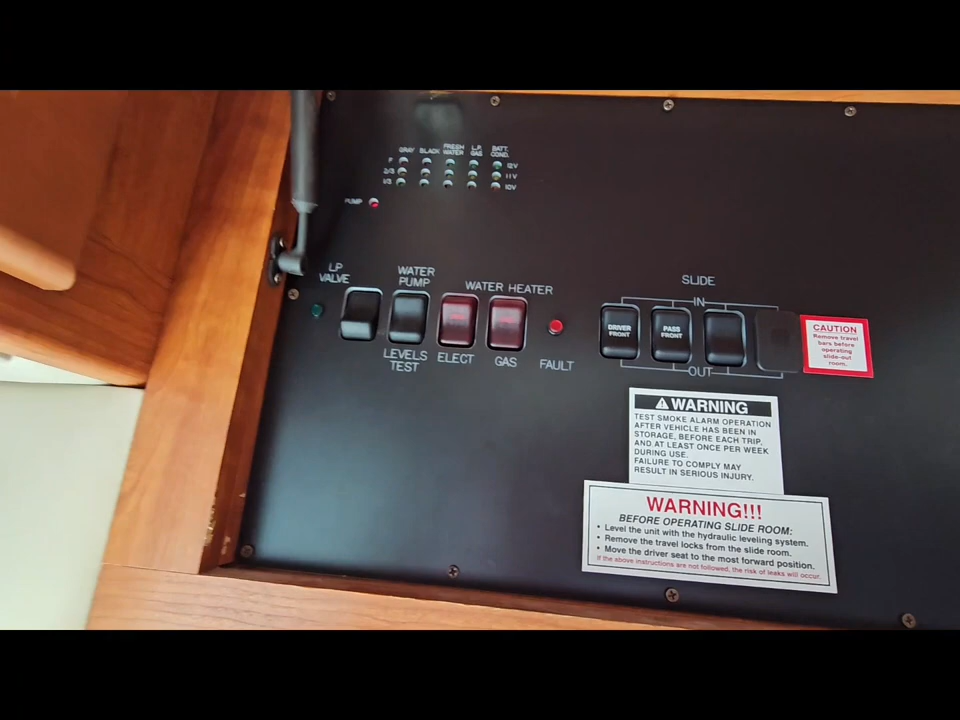 GRAY BLACK FRESH WATER L.P. GAS BATT. COND.
F 12V
2/3 11V
1/3 10V
PUMP
LP VALVE
WATER PUMP
WATER HEATER
LEVELS TEST
ELECT
GAS
FAULT
SLIDE
IN
DRIVER FRONT
PASS FRONT
OUT
CAUTION
Remove travel
bars before
operating
slide-out
room.
WARNING
TEST SMOKE ALARM OPERATION
AFTER VEHICLE HAS BEEN IN
STORAGE, BEFORE EACH TRIP,
AND AT LEAST ONCE PER WEEK
DURING USE.
FAILURE TO COMPLY MAY
RESULT IN SERIOUS INJURY.
WARNING!!!
BEFORE OPERATING SLIDE ROOM:
• Level the unit with the hydraulic leveling system.
• Remove the travel locks from the slide room.
• Move the driver seat to the most forward position.
If the above instructions are not followed, the risk of leaks will occur.